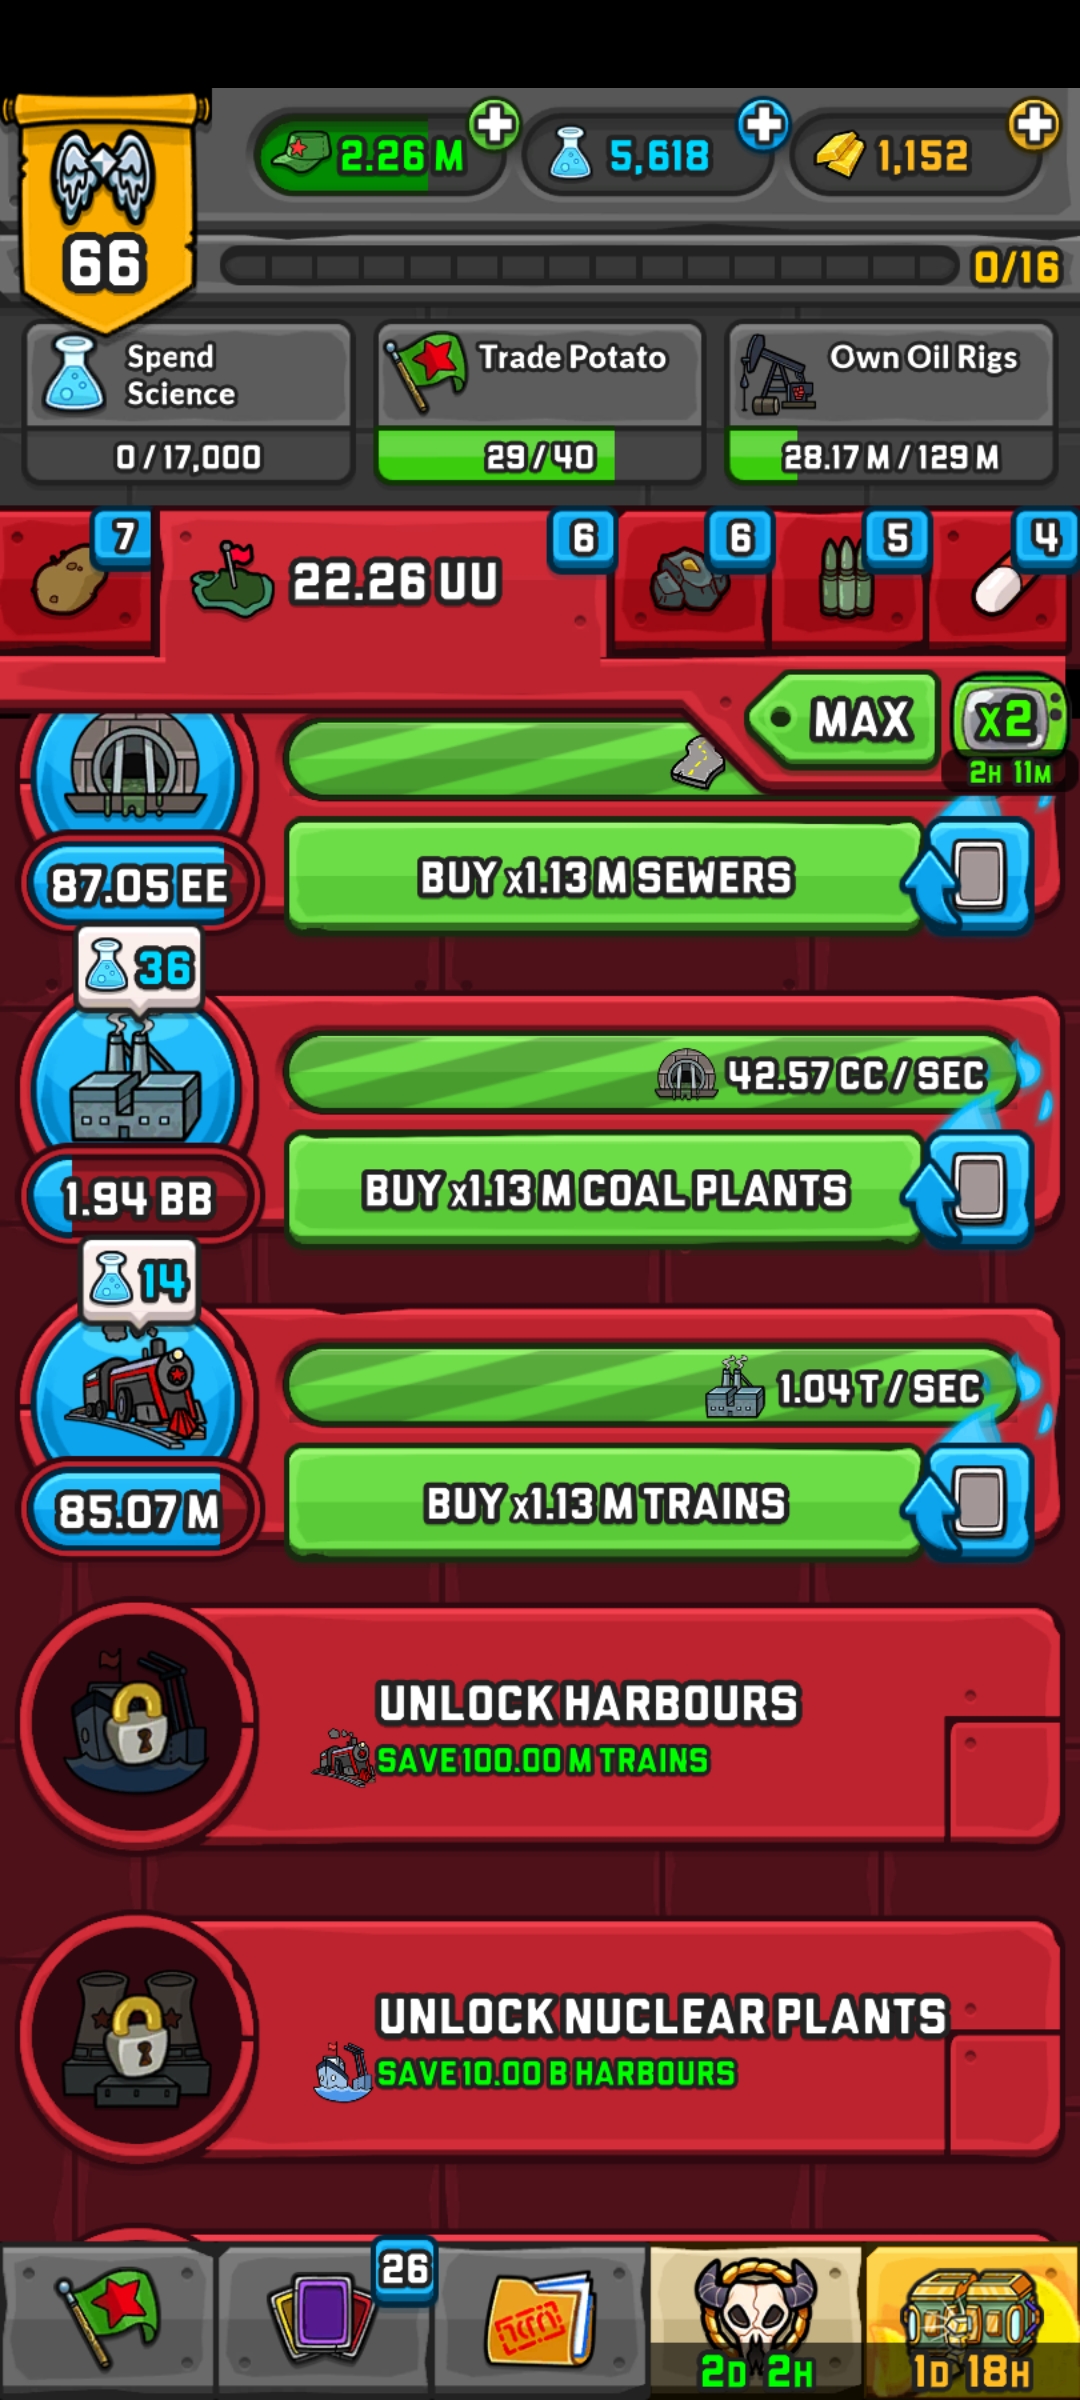 66
2.26 M
5,618
1,152
0/16
Spend
Science
0 / 17,000
Trade Potato
29 / 40
Own Oil Rigs
28.17 M / 129 M
7
22.26 UU
6
6
5
4
MAX
x2
2H 11M
87.05 EE
BUY x1.13 M SEWERS
36
42.57 CC / SEC
1.94 BB
BUY x1.13 M COAL PLANTS
14
1.04 T / SEC
85.07 M
BUY x1.13 M TRAINS
UNLOCK HARBOURS
SAVE 100.00 M TRAINS
UNLOCK NUCLEAR PLANTS
SAVE 10.00 B HARBOURS
26
2D 2H
1D 18H